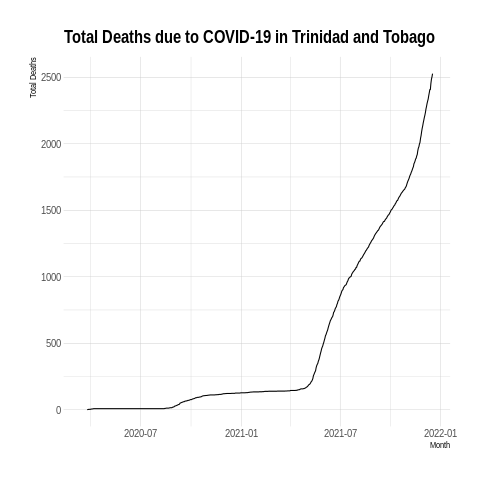 Total Deaths due to COVID-19 in Trinidad and Tobago
Total Deaths
2500
2000
1500
1000
500
0
2020-07 2021-01 2021-07 2022-01
Month